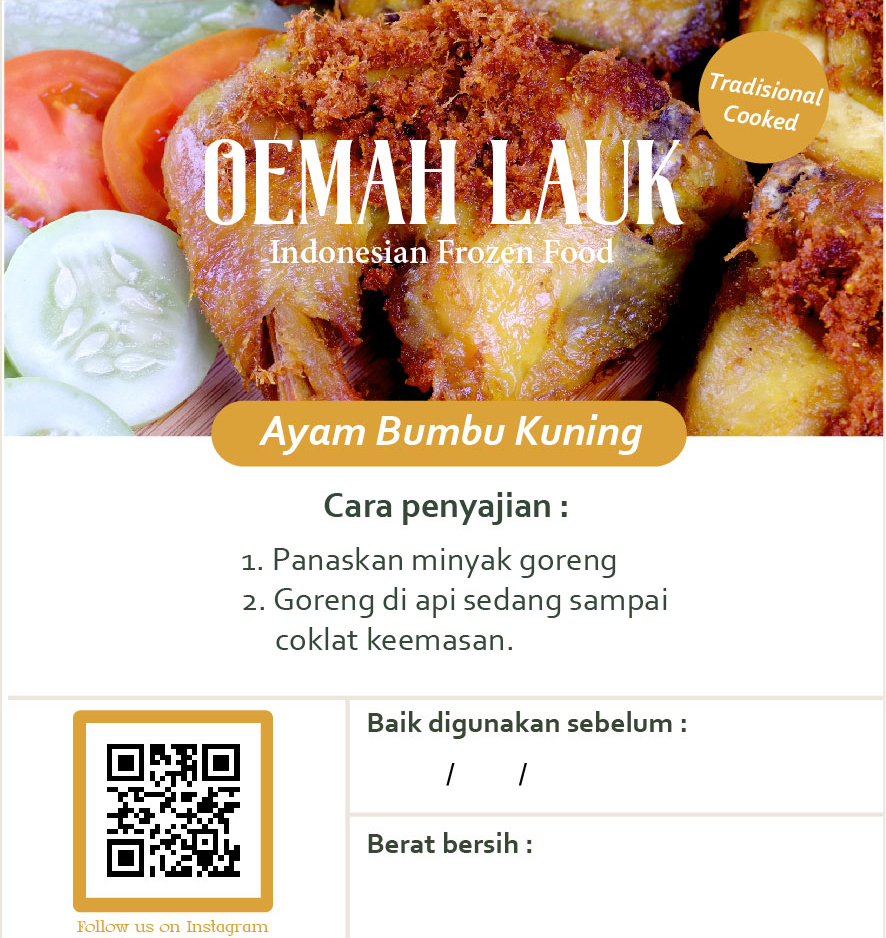 Tradisional
Cooked
OEMAH LAUK
Indonesian Frozen Food
Ayam Bumbu Kuning
Cara penyajian :
1. Panaskan minyak goreng
2. Goreng di api sedang sampai
coklat keemasan.
Baik digunakan sebelum :
/ /
Berat bersih :
Follow us on Instagram